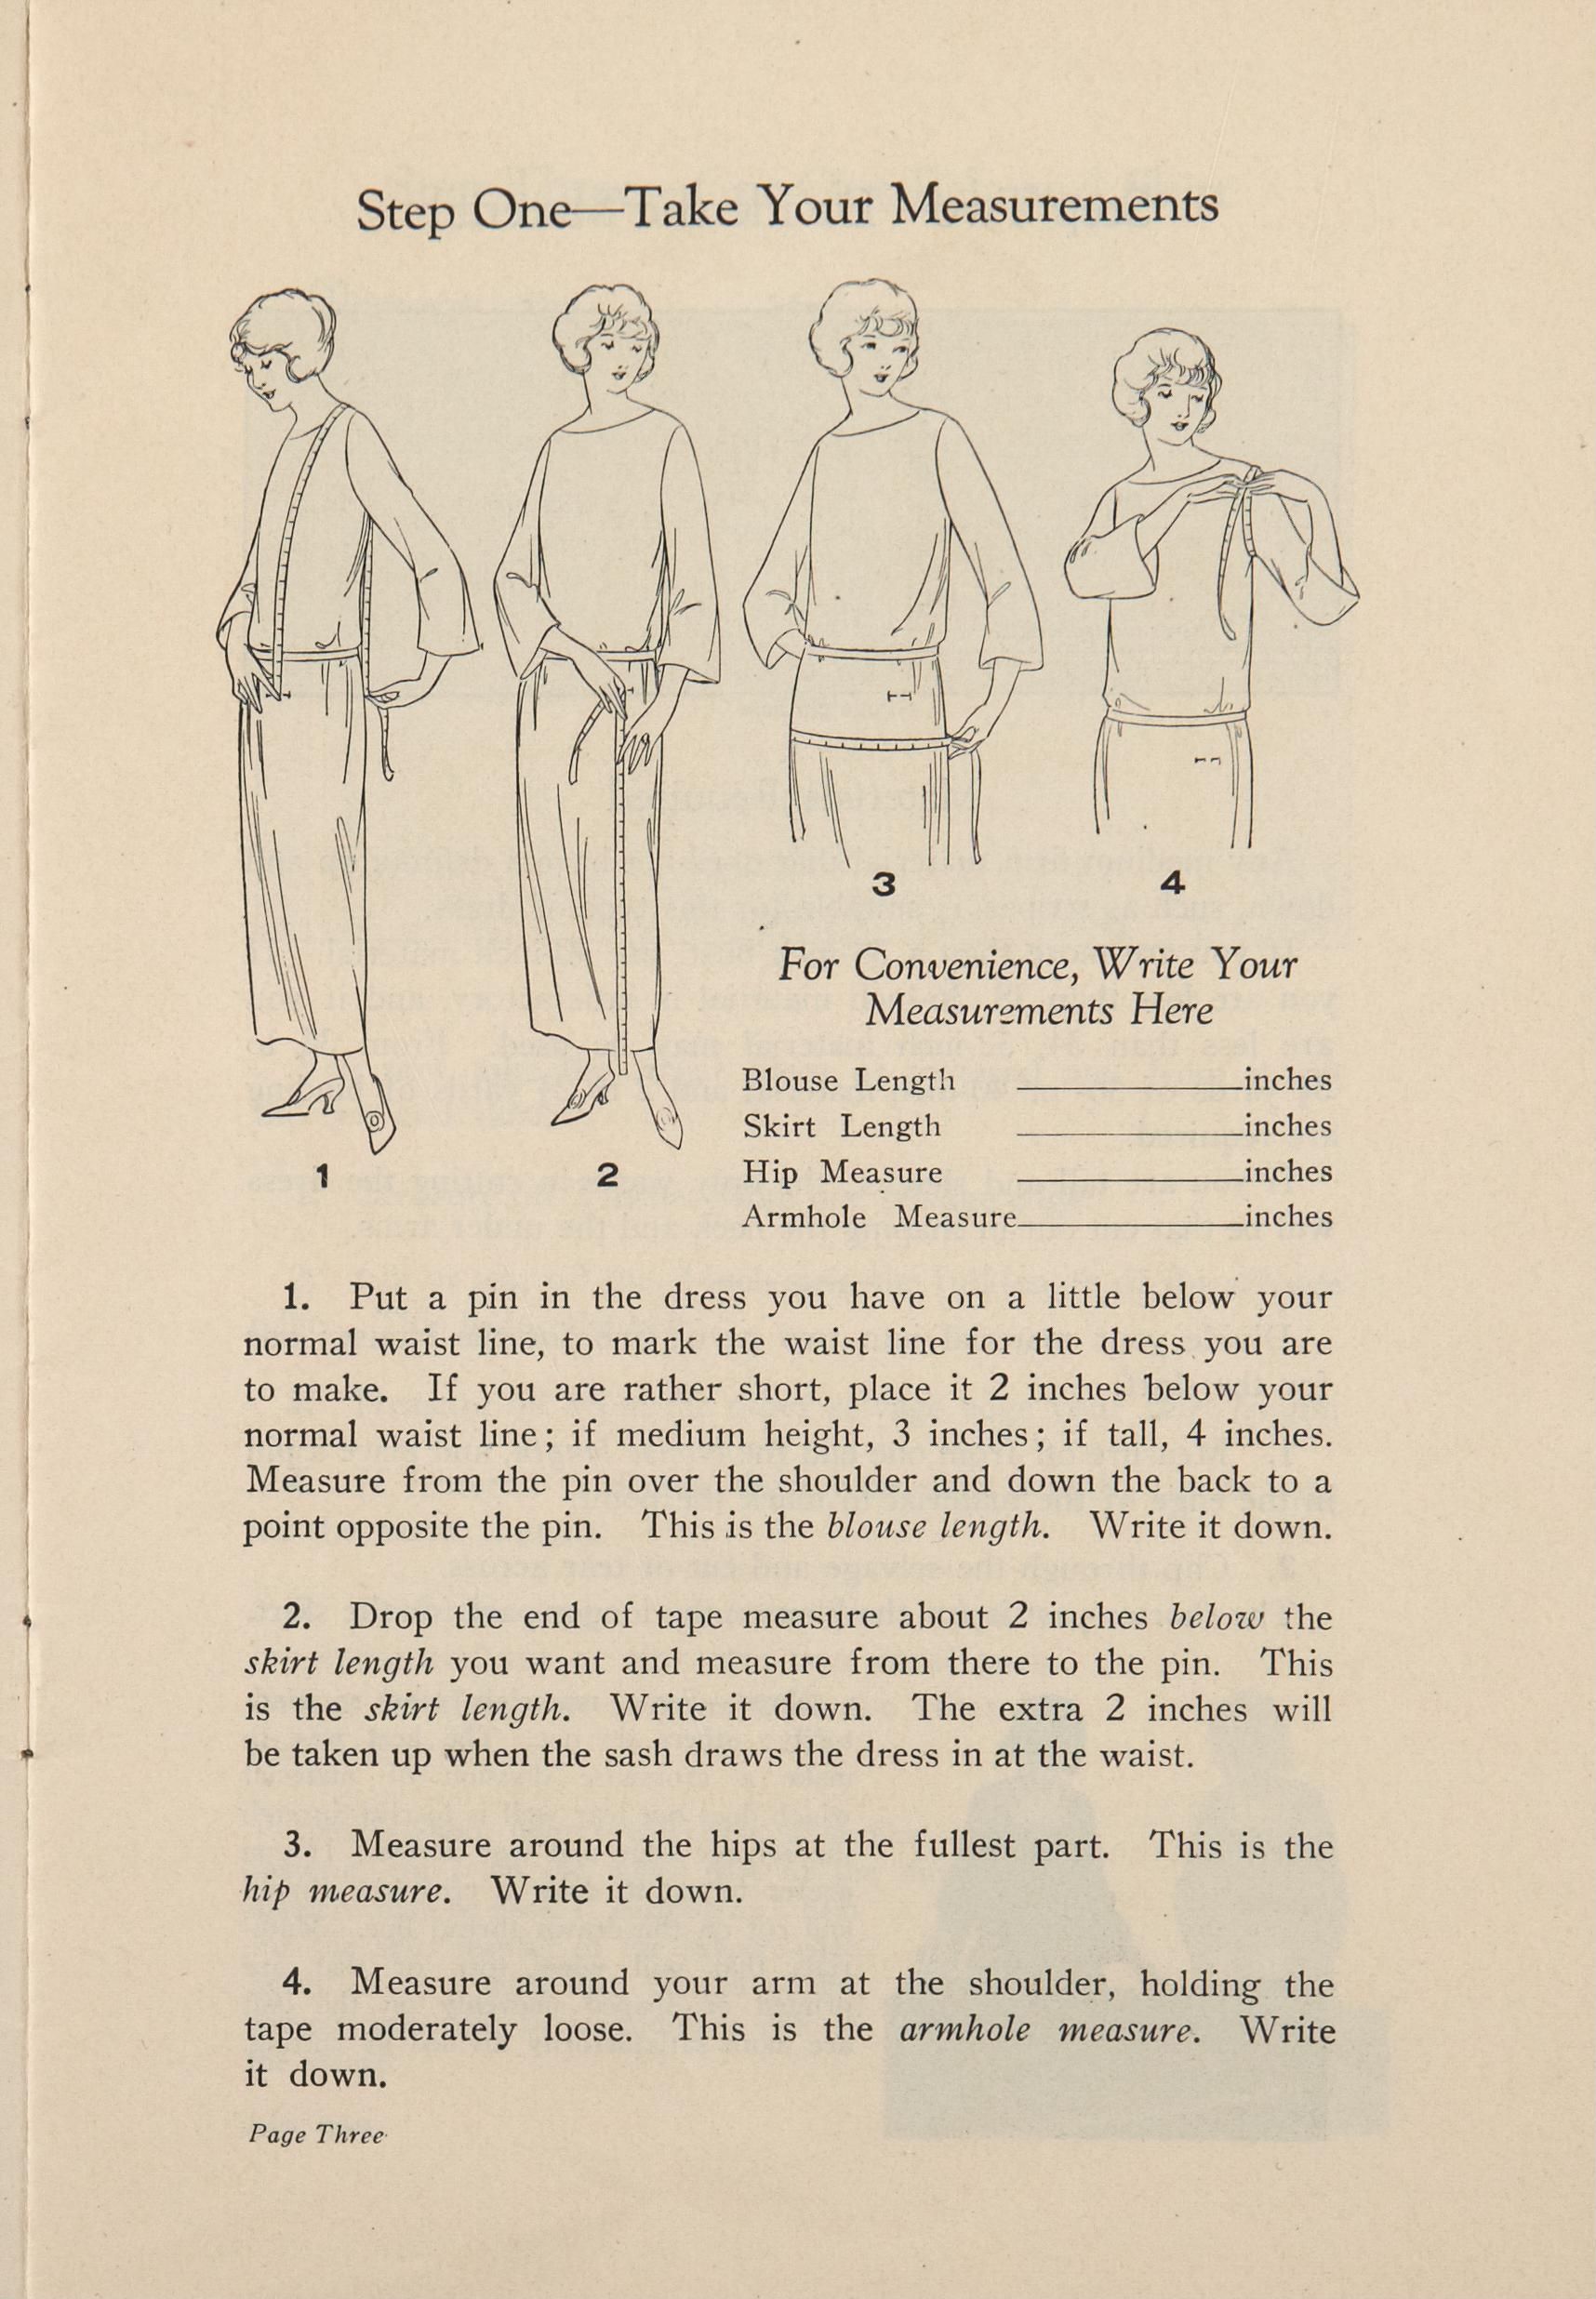 Step One—Take Your Measurements
3
4
For Convenience, Write Your
Measurements Here
Blouse Length ____________inches
Skirt Length ____________inches
Hip Measure ____________inches
Armhole Measure____________inches
1
2
1. Put a pin in the dress you have on a little below your
normal waist line, to mark the waist line for the dress you are
to make. If you are rather short, place it 2 inches below your
normal waist line; if medium height, 3 inches; if tall, 4 inches.
Measure from the pin over the shoulder and down the back to a
point opposite the pin. This is the blouse length. Write it down.
2. Drop the end of tape measure about 2 inches below the
skirt length you want and measure from there to the pin. This
is the skirt length. Write it down. The extra 2 inches will
be taken up when the sash draws the dress in at the waist.
3. Measure around the hips at the fullest part. This is the
hip measure. Write it down.
4. Measure around your arm at the shoulder, holding the
tape moderately loose. This is the armhole measure. Write
it down.
Page Three